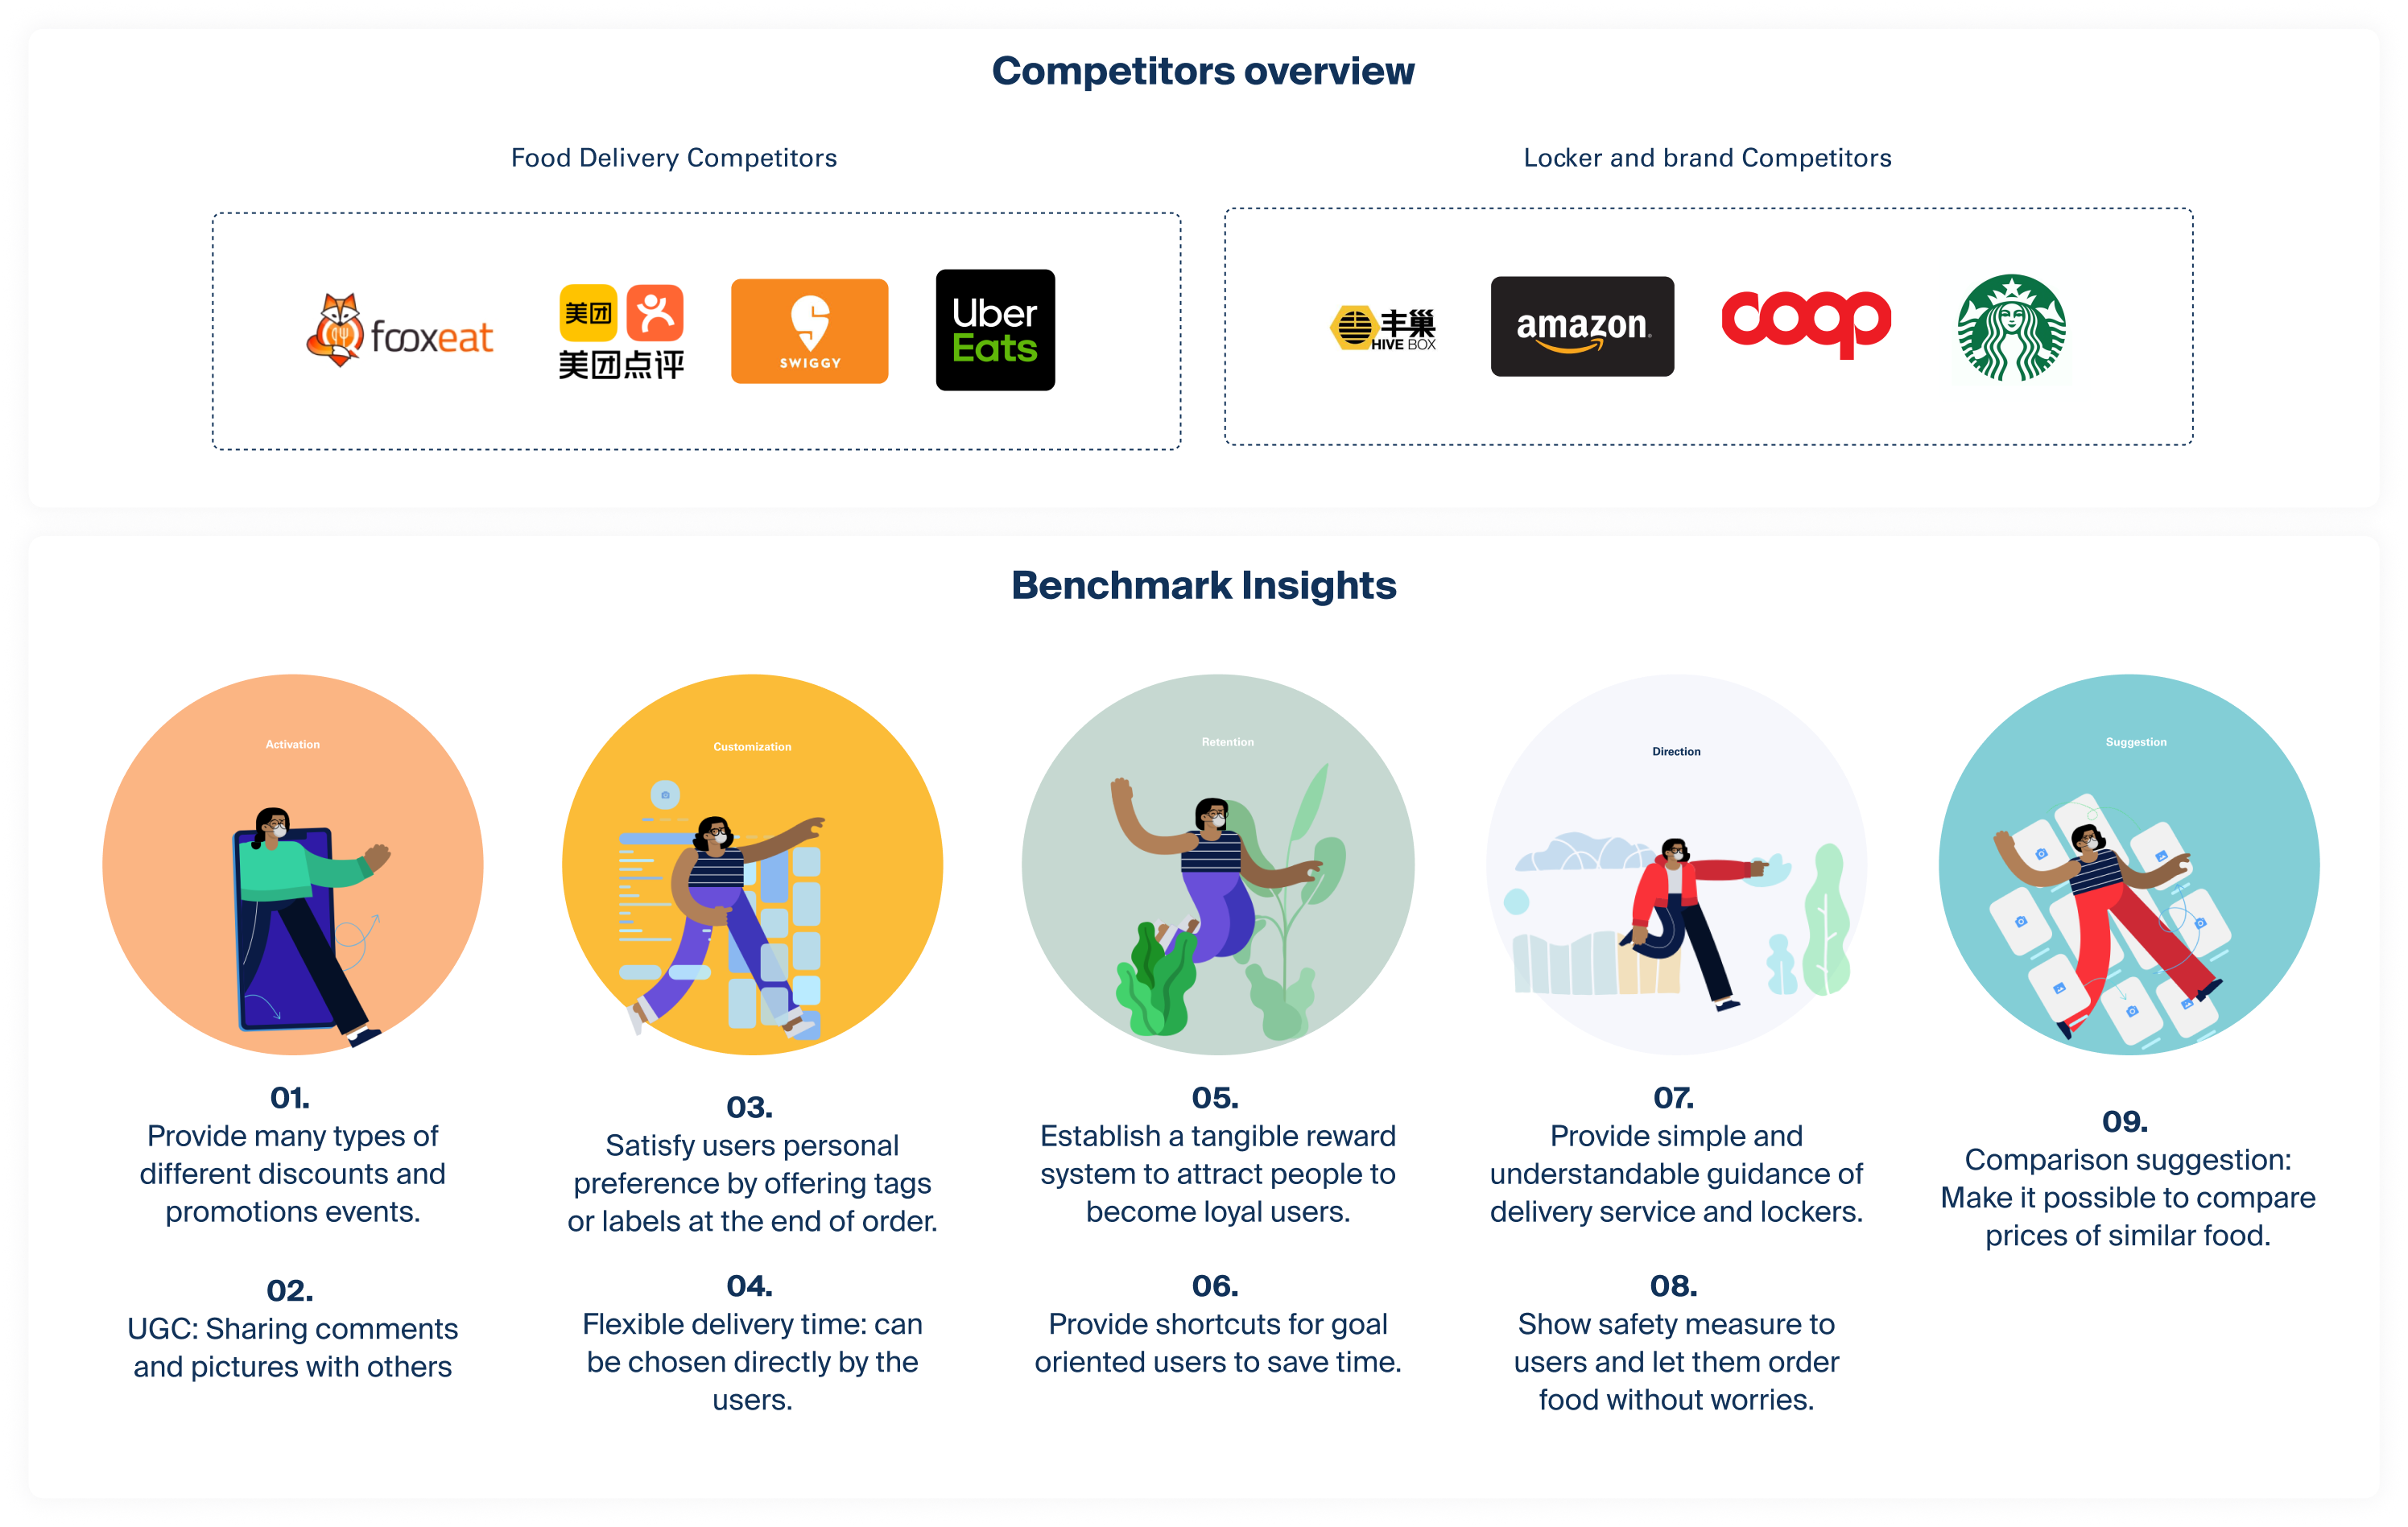 Competitors overview
Food Delivery Competitors
Locker and brand Competitors
fooxeat
美团
美团点评
SWIGGY
Uber
Eats
丰巢
HIVE BOX
amazon
coop
Benchmark Insights
Activation
01.
Provide many types of
different discounts and
promotions events.
02.
UGC: Sharing comments
and pictures with others
Customization
03.
Satisfy users personal
preference by offering tags
or labels at the end of order.
04.
Flexible delivery time: can
be chosen directly by the
users.
Retention
05.
Establish a tangible reward
system to attract people to
become loyal users.
06.
Provide shortcuts for goal
oriented users to save time.
Direction
07.
Provide simple and
understandable guidance of
delivery service and lockers.
08.
Show safety measure to
users and let them order
food without worries.
Suggestion
09.
Comparison suggestion:
Make it possible to compare
prices of similar food.